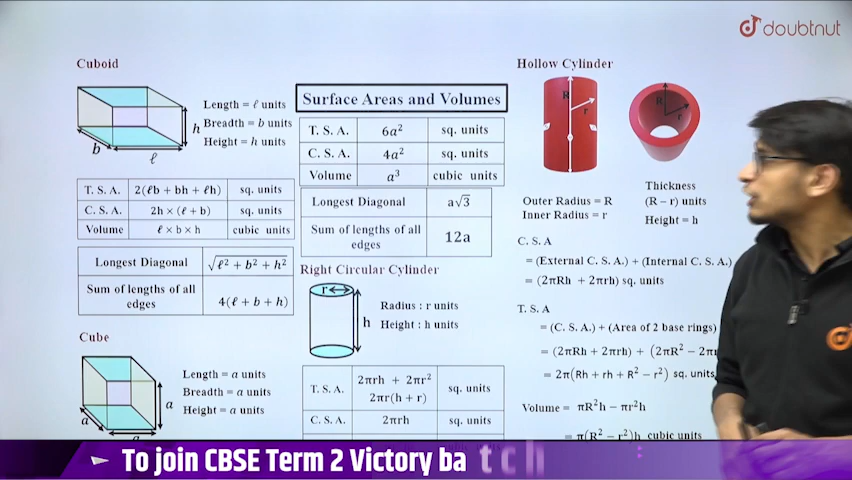 doubtnut
Cuboid
Length = ℓ units
Breadth = b units
Height = h units
h
b
ℓ
T. S. A. 2(ℓb + bh + ℓh) sq. units
C. S. A. 2h × (ℓ + b) sq. units
Volume ℓ × b × h cubic units
Longest Diagonal √ℓ² + b² + h²
Sum of lengths of all edges 4(ℓ + b + h)
Cube
Length = a units
Breadth = a units
Height = a units
a
a
a
Surface Areas and Volumes
T. S. A. 6a² sq. units
C. S. A. 4a² sq. units
Volume a³ cubic units
Longest Diagonal a√3
Sum of lengths of all edges 12a
Right Circular Cylinder
r
h
Radius : r units
Height : h units
T. S. A. 2πrh + 2πr² sq. units
2πr(h + r)
C. S. A. 2πrh sq. units
Hollow Cylinder
R
r
R
r
Outer Radius = R
Inner Radius = r
Thickness
(R − r) units
Height = h
C. S. A
= (External C. S. A.) + (Internal C. S. A.)
= (2πRh + 2πrh) sq. units
T. S. A
= (C. S. A.) + (Area of 2 base rings)
= (2πRh + 2πrh) + (2πR² − 2π
= 2π(Rh + rh + R² − r²) sq. units
Volume = πR²h − πr²h
= π(R² − r²)h cubic units
To join CBSE Term 2 Victory ba t c h